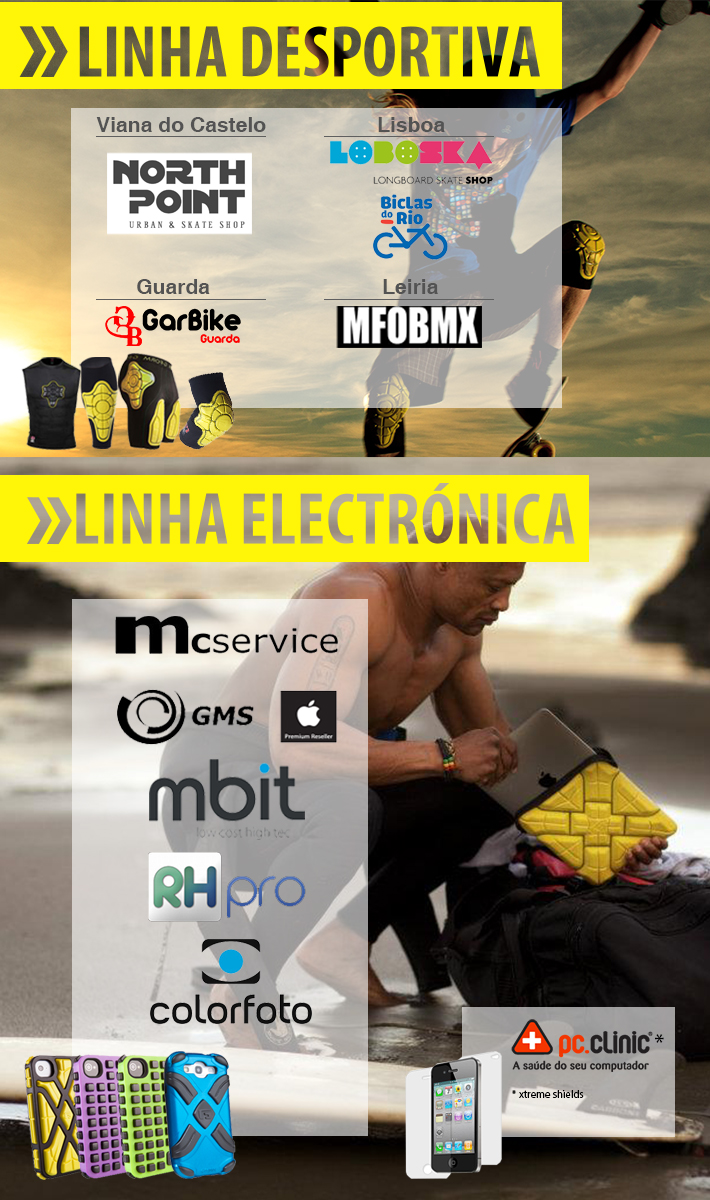 LINHA DESPORTIVA
Viana do Castelo
NORTH
POINT
URBAN & SKATE SHOP
Lisboa
LOBOSKA
LONGBOARD SKATE SHOP
Biclas
do Rio
Guarda
GB GarBike
Guarda
Leiria
MFOBMX
LINHA ELECTRÓNICA
mcservice
GMS
Premium Reseller
mbit
low cost high tec
RHpro
colorfoto
pc.clinic® *
A saúde do seu computador
* xtreme shields